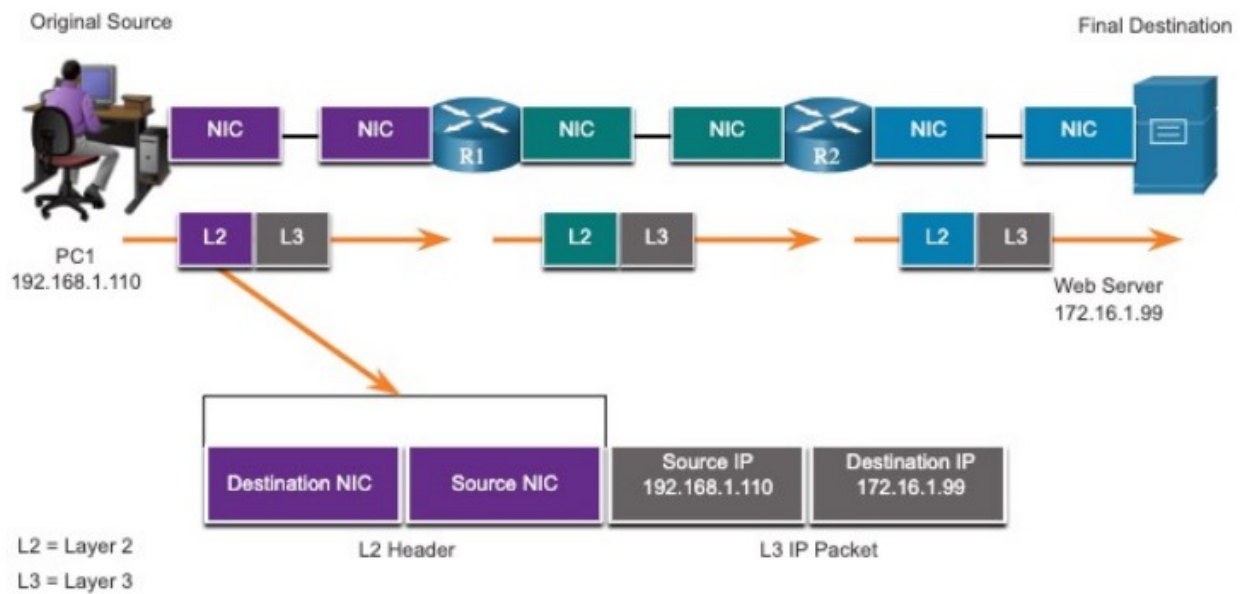 Original Source
Final Destination
NIC
NIC
R1
NIC
NIC
R2
NIC
NIC
L2
L3
L2
L3
L2
L3
PC1
192.168.1.110
Web Server
172.16.1.99
Destination NIC
Source NIC
Source IP
192.168.1.110
Destination IP
172.16.1.99
L2 = Layer 2
L2 Header
L3 IP Packet
L3 = Layer 3